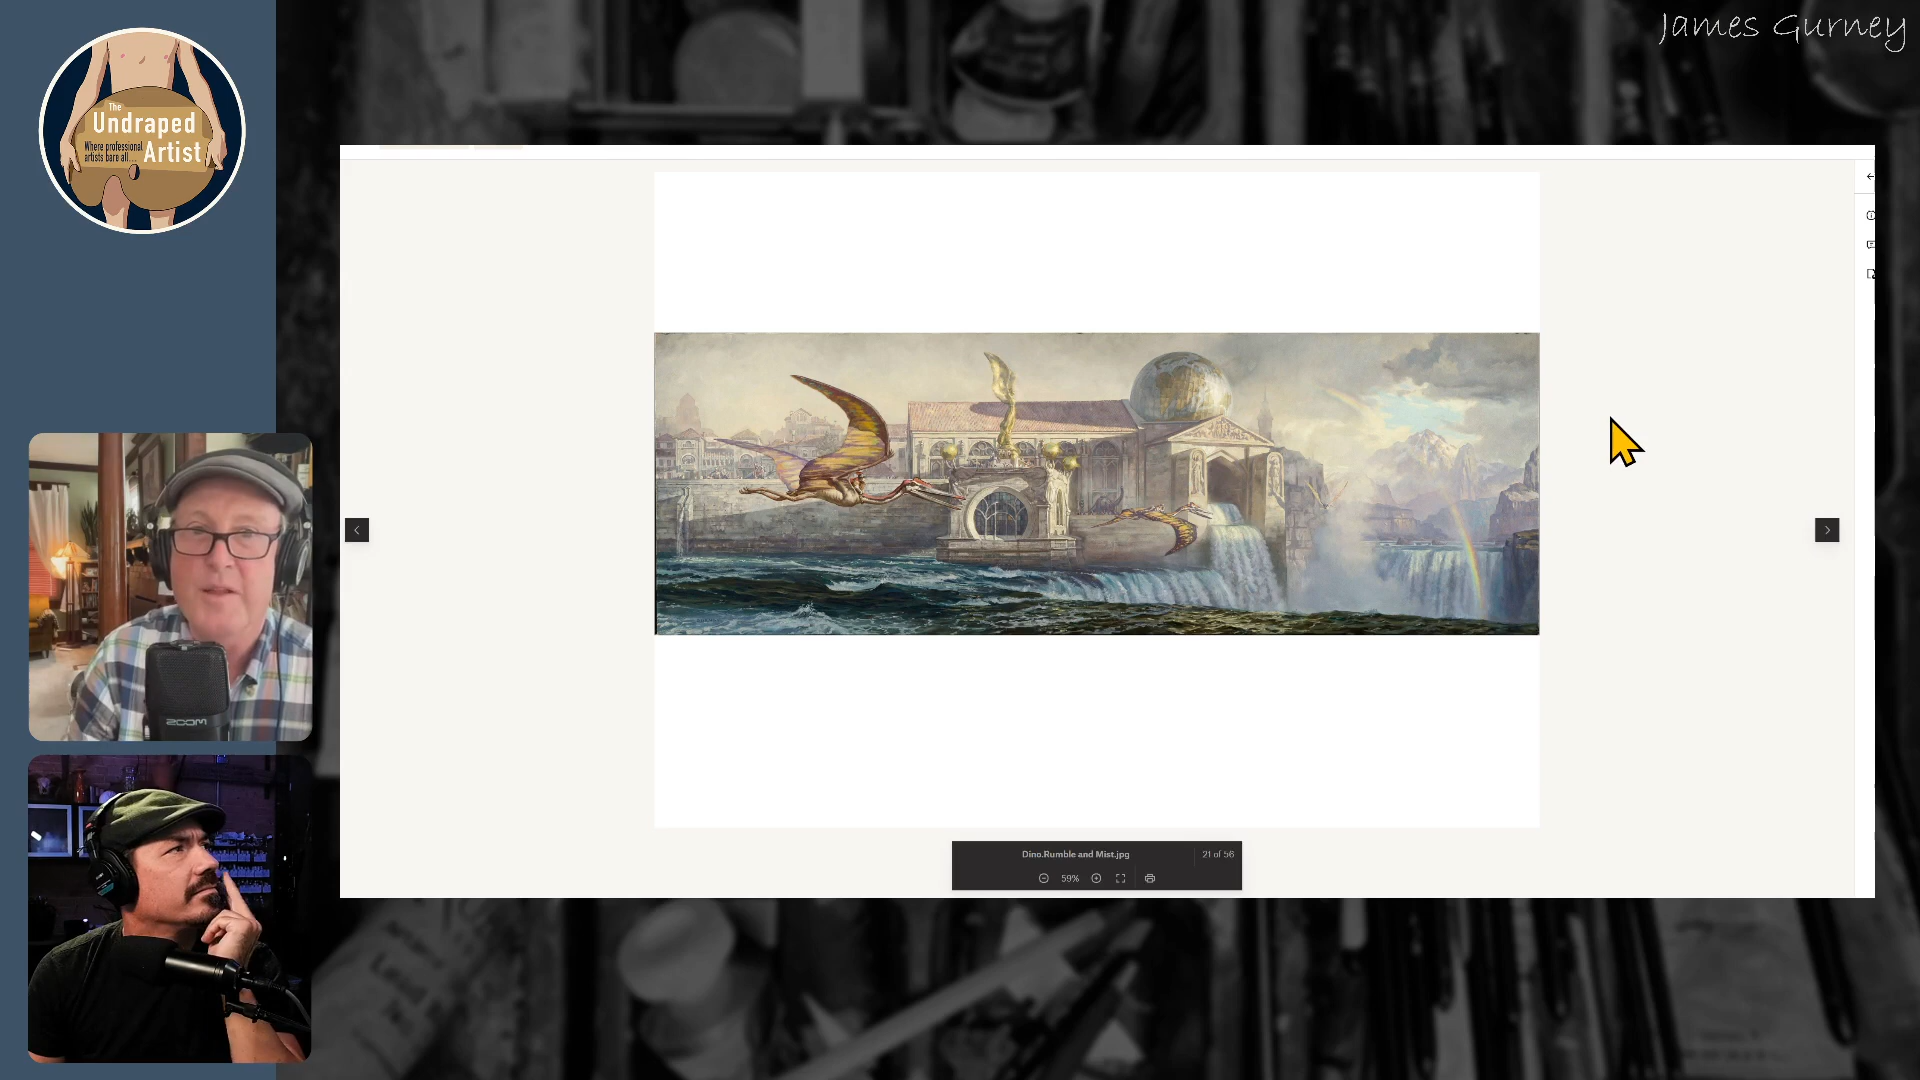 James Gurney
The
Undraped
Where professional
artists bare all...
Artist
ZOOM
Dino.Rumble and Mist.jpg
21 of 56
59%